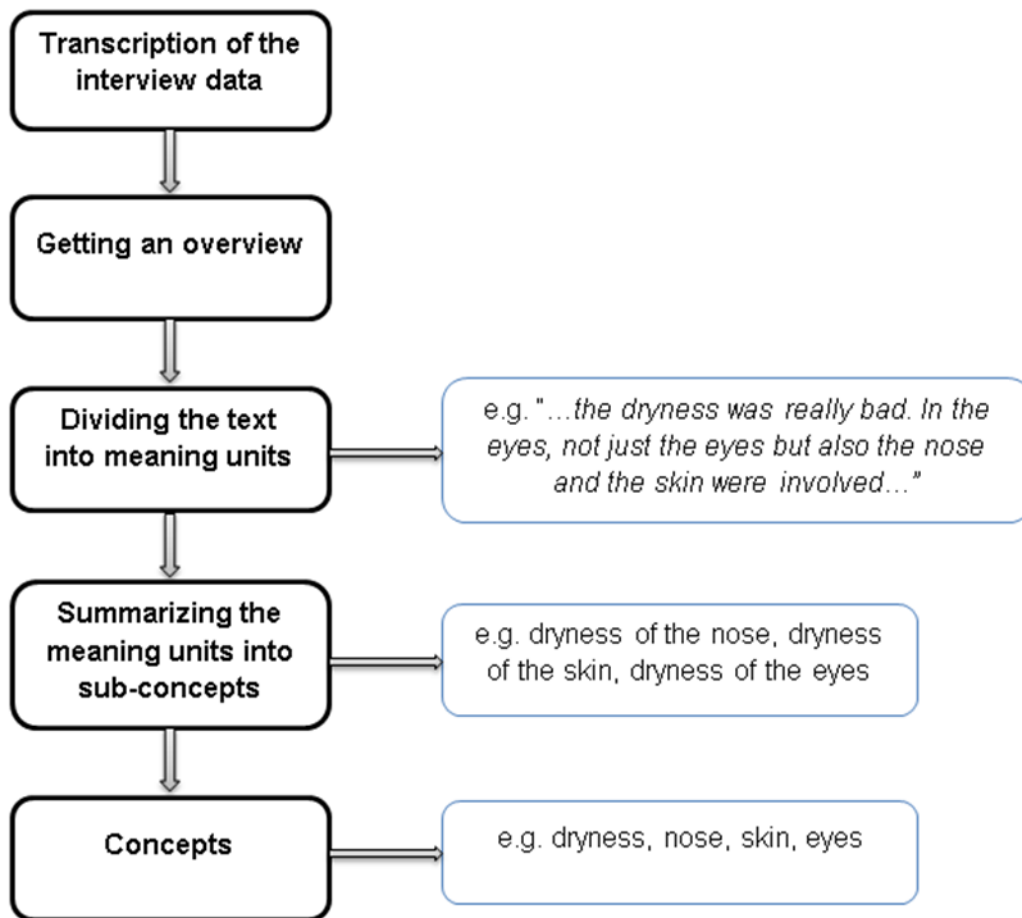 Transcription of the
interview data
Getting an overview
Dividing the text
into meaning units
e.g. "…the dryness was really bad. In the
eyes, not just the eyes but also the nose
and the skin were involved…”
Summarizing the
meaning units into
sub-concepts
e.g. dryness of the nose, dryness
of the skin, dryness of the eyes
Concepts
e.g. dryness, nose, skin, eyes